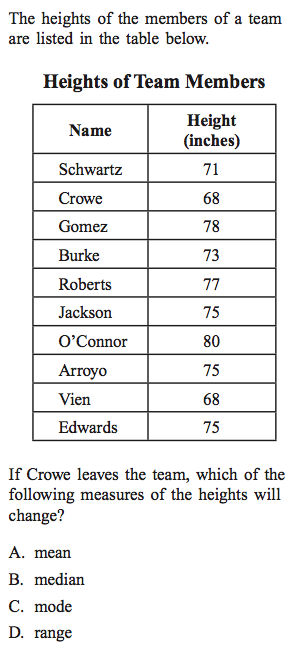 The heights of the members of a team
are listed in the table below.
Heights of Team Members
Name Height (inches)
Schwartz 71
Crowe 68
Gomez 78
Burke 73
Roberts 77
Jackson 75
O’Connor 80
Arroyo 75
Vien 68
Edwards 75
If Crowe leaves the team, which of the
following measures of the heights will
change?
A. mean
B. median
C. mode
D. range